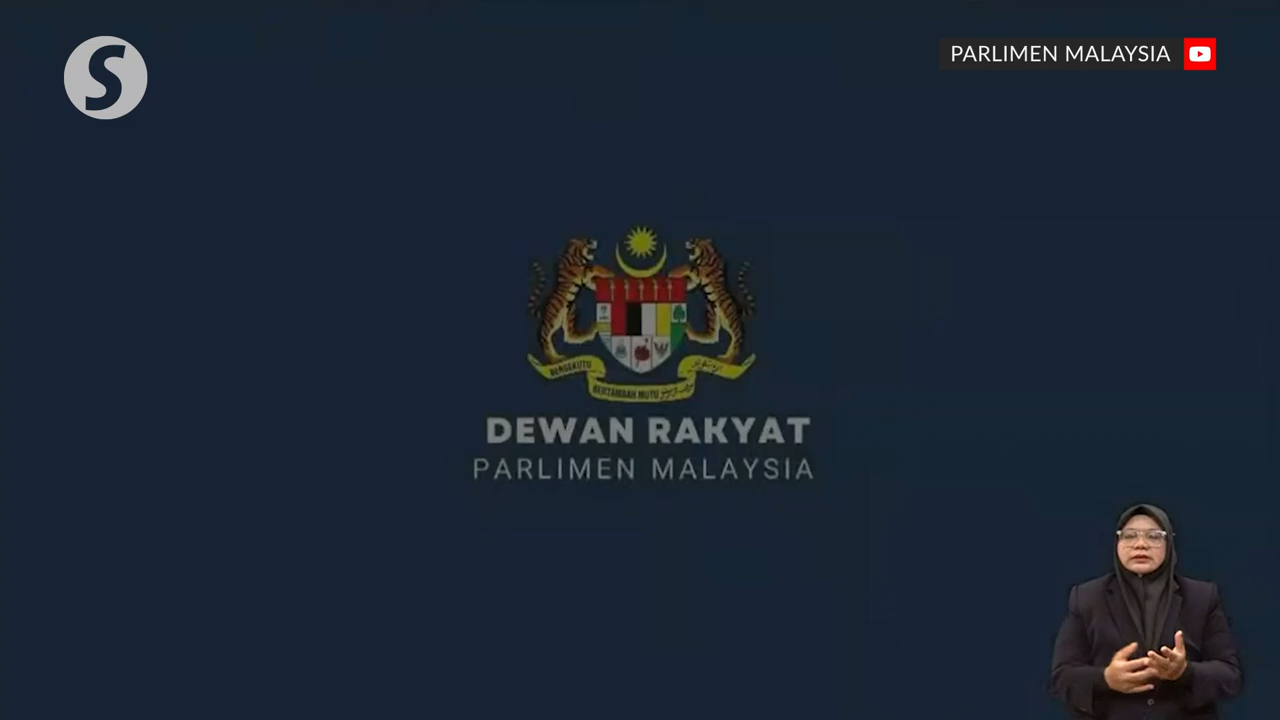 S
PARLIMEN MALAYSIA
BERSEKUTU
BERTAMBAH MUTU
DEWAN RAKYAT
PARLIMEN MALAYSIA